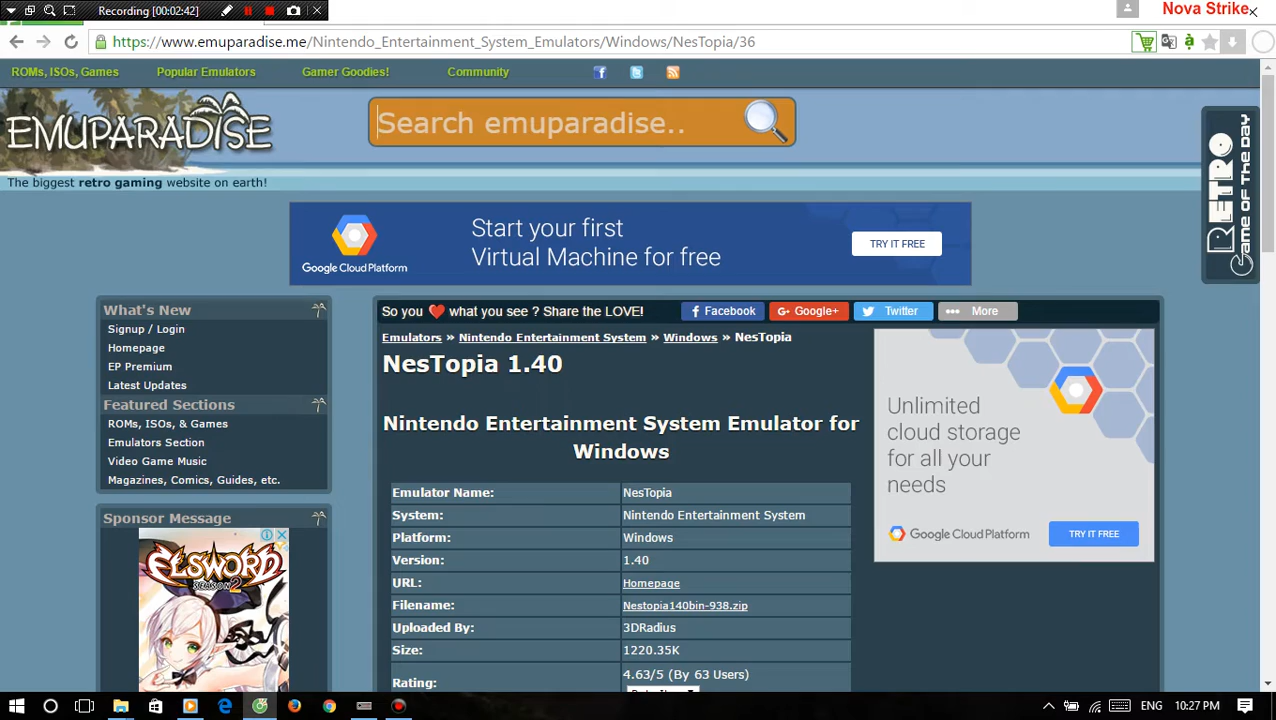 Recording [00:02:42]
Nova Strike
https://www.emuparadise.me/Nintendo_Entertainment_System_Emulators/Windows/NesTopia/36
ROMs, ISOs, Games
Popular Emulators
Gamer Goodies!
Community
EMUPARADISE
Search emuparadise..
The biggest retro gaming website on earth!
RETRO
Game OF THE DAY
Google Cloud Platform
Start your first
Virtual Machine for free
TRY IT FREE
What's New
Signup / Login
Homepage
EP Premium
Latest Updates
Featured Sections
ROMs, ISOs, & Games
Emulators Section
Video Game Music
Magazines, Comics, Guides, etc.
Sponsor Message
ELSWORD
SEASON 2
So you ❤ what you see ? Share the LOVE!
Facebook
Google+
Twitter
More
Emulators » Nintendo Entertainment System » Windows » NesTopia
NesTopia 1.40
Nintendo Entertainment System Emulator for
Windows
Emulator Name: NesTopia
System: Nintendo Entertainment System
Platform: Windows
Version: 1.40
URL: Homepage
Filename: Nestopia140bin-938.zip
Uploaded By: 3DRadius
Size: 1220.35K
Rating: 4.63/5 (By 63 Users)
Unlimited
cloud storage
for all your
needs
Google Cloud Platform
TRY IT FREE
ENG
10:27 PM